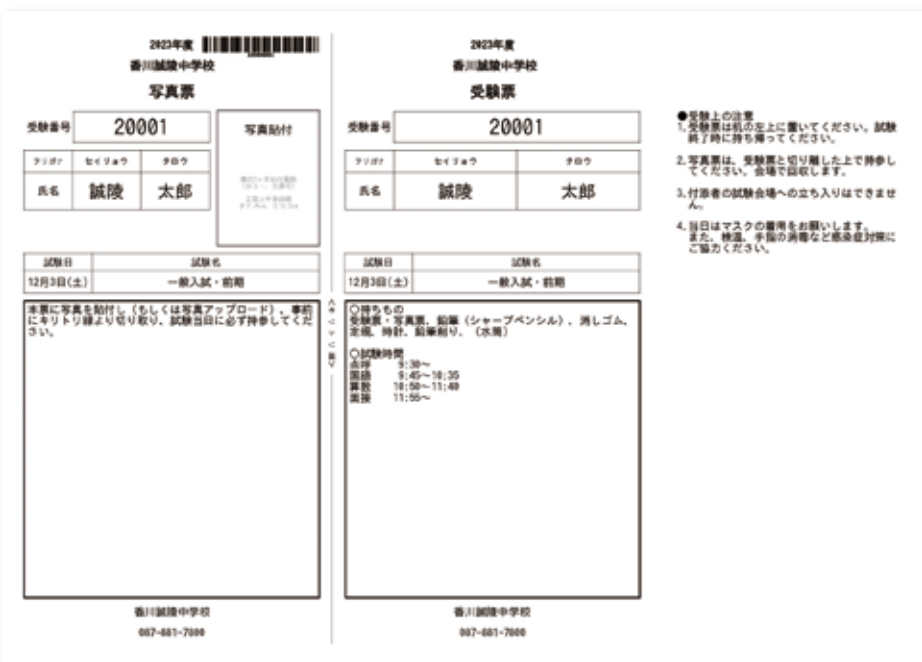 2023年度
香川誠陵中学校
写真票
受験番号 20001
写真貼付
フリガナ セイリョウ タロウ
氏名 誠陵 太郎
試験日 試験名
12月3日(土) 一般入試・前期
本票に写真を貼付し(もしくは写真アップロード)、事前
にキリトリ線より切り取り、試験当日に必ず持参してくだ
さい。
香川誠陵中学校
087-881-7800
2023年度
香川誠陵中学校
受験票
受験番号 20001
フリガナ セイリョウ タロウ
氏名 誠陵 太郎
試験日 試験名
12月3日(土) 一般入試・前期
○持ちもの
受験票・写真票、鉛筆(シャープペンシル)、消しゴム、
定規、時計、鉛筆削り、(水筒)
○試験時間
点呼 9:30～
国語 9:45～10:35
算数 10:50～11:40
面接 11:55～
香川誠陵中学校
087-881-7800
●受験上の注意
1.受験票は机の左上に置いてください。試験
終了時に持ち帰ってください。
2.写真票は、受験票と切り離した上で持参し
てください。会場で回収します。
3.付添者の試験会場への立ち入りはできませ
ん。
4.当日はマスクの着用をお願いします。
また、検温、手指の消毒など感染症対策に
ご協力ください。